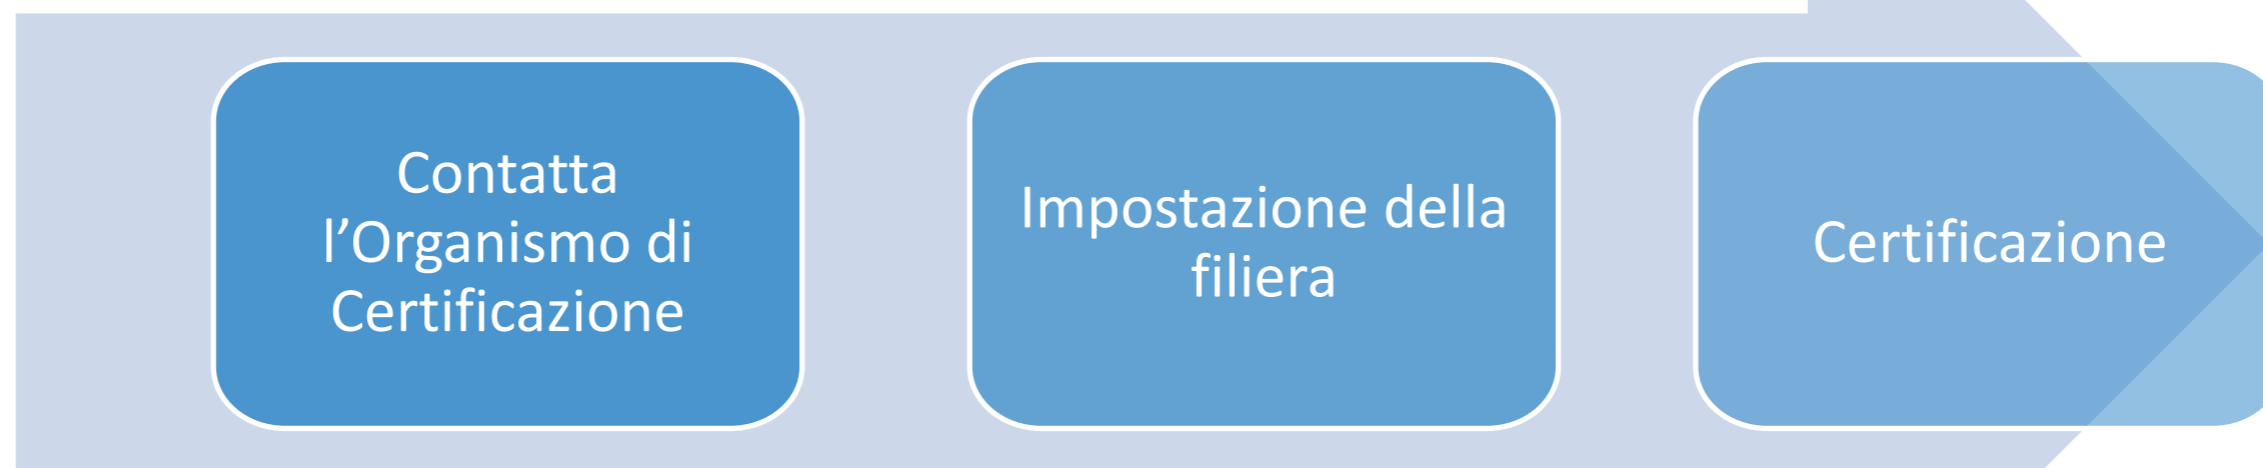 Contatta
l’Organismo di
Certificazione
Impostazione della
filiera
Certificazione